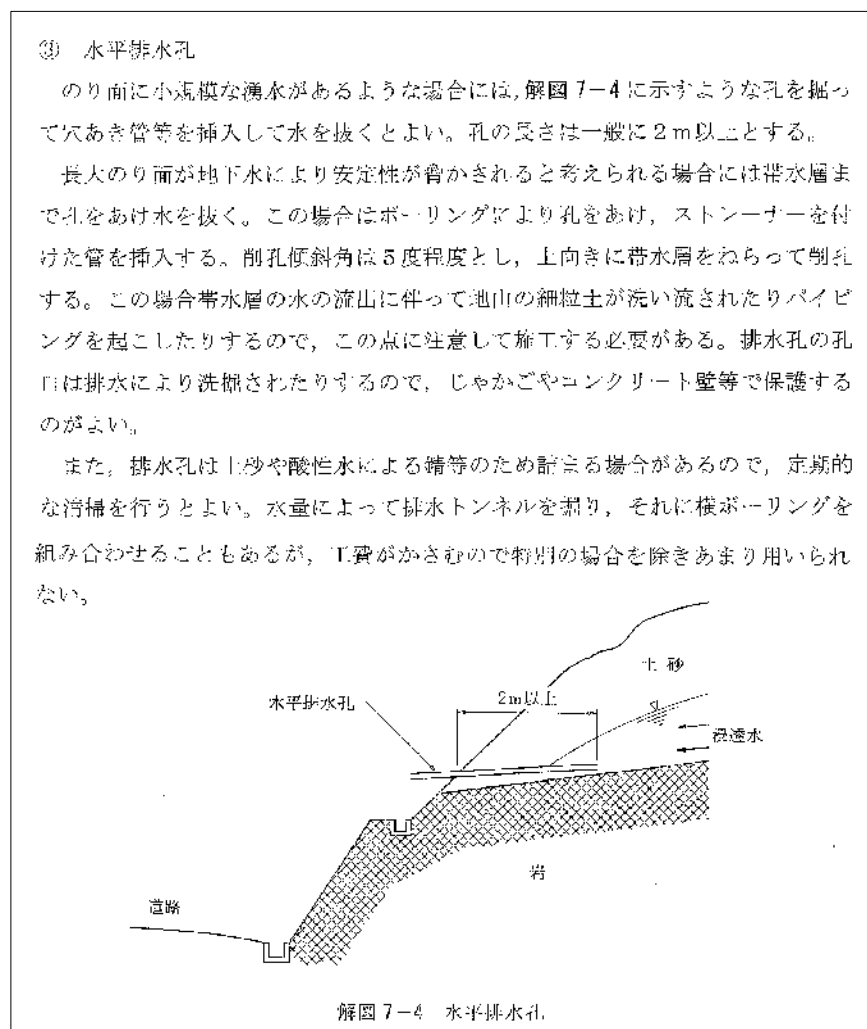 ③ 水平排水孔
のり面に小規模な湧水があるような場合には,解図7−4に示すような孔を掘っ
て穴あき管等を挿入して水を抜くとよい。孔の長さは一般に2m以上とする。
長大のり面が地下水により安定性が脅かされると考えられる場合には帯水層ま
で孔をあけ水を抜く。この場合はボーリングにより孔をあけ，ストレーナーを付
けた管を挿入する。削孔傾斜角は5度程度とし，上向きに帯水層をねらって削孔
する。この場合帯水層の水の流出に伴って地山の細粒土が洗い流されたりパイピ
ングを起こしたりするので，この点に注意して施工する必要がある。排水孔の孔
口は排水により洗掘されたりするので，じゃかごやコンクリート壁等で保護する
のがよい。
また，排水孔は土砂や酸性水による錆等のため詰まる場合があるので，定期的
な清掃を行うとよい。水量によって排水トンネルを掘り，それに横ボーリングを
組み合わせることもあるが，工費がかさむので特別の場合を除きあまり用いられ
ない。
土砂
2m以上
水平排水孔
浸透水
岩
道路
解図7−4 水平排水孔